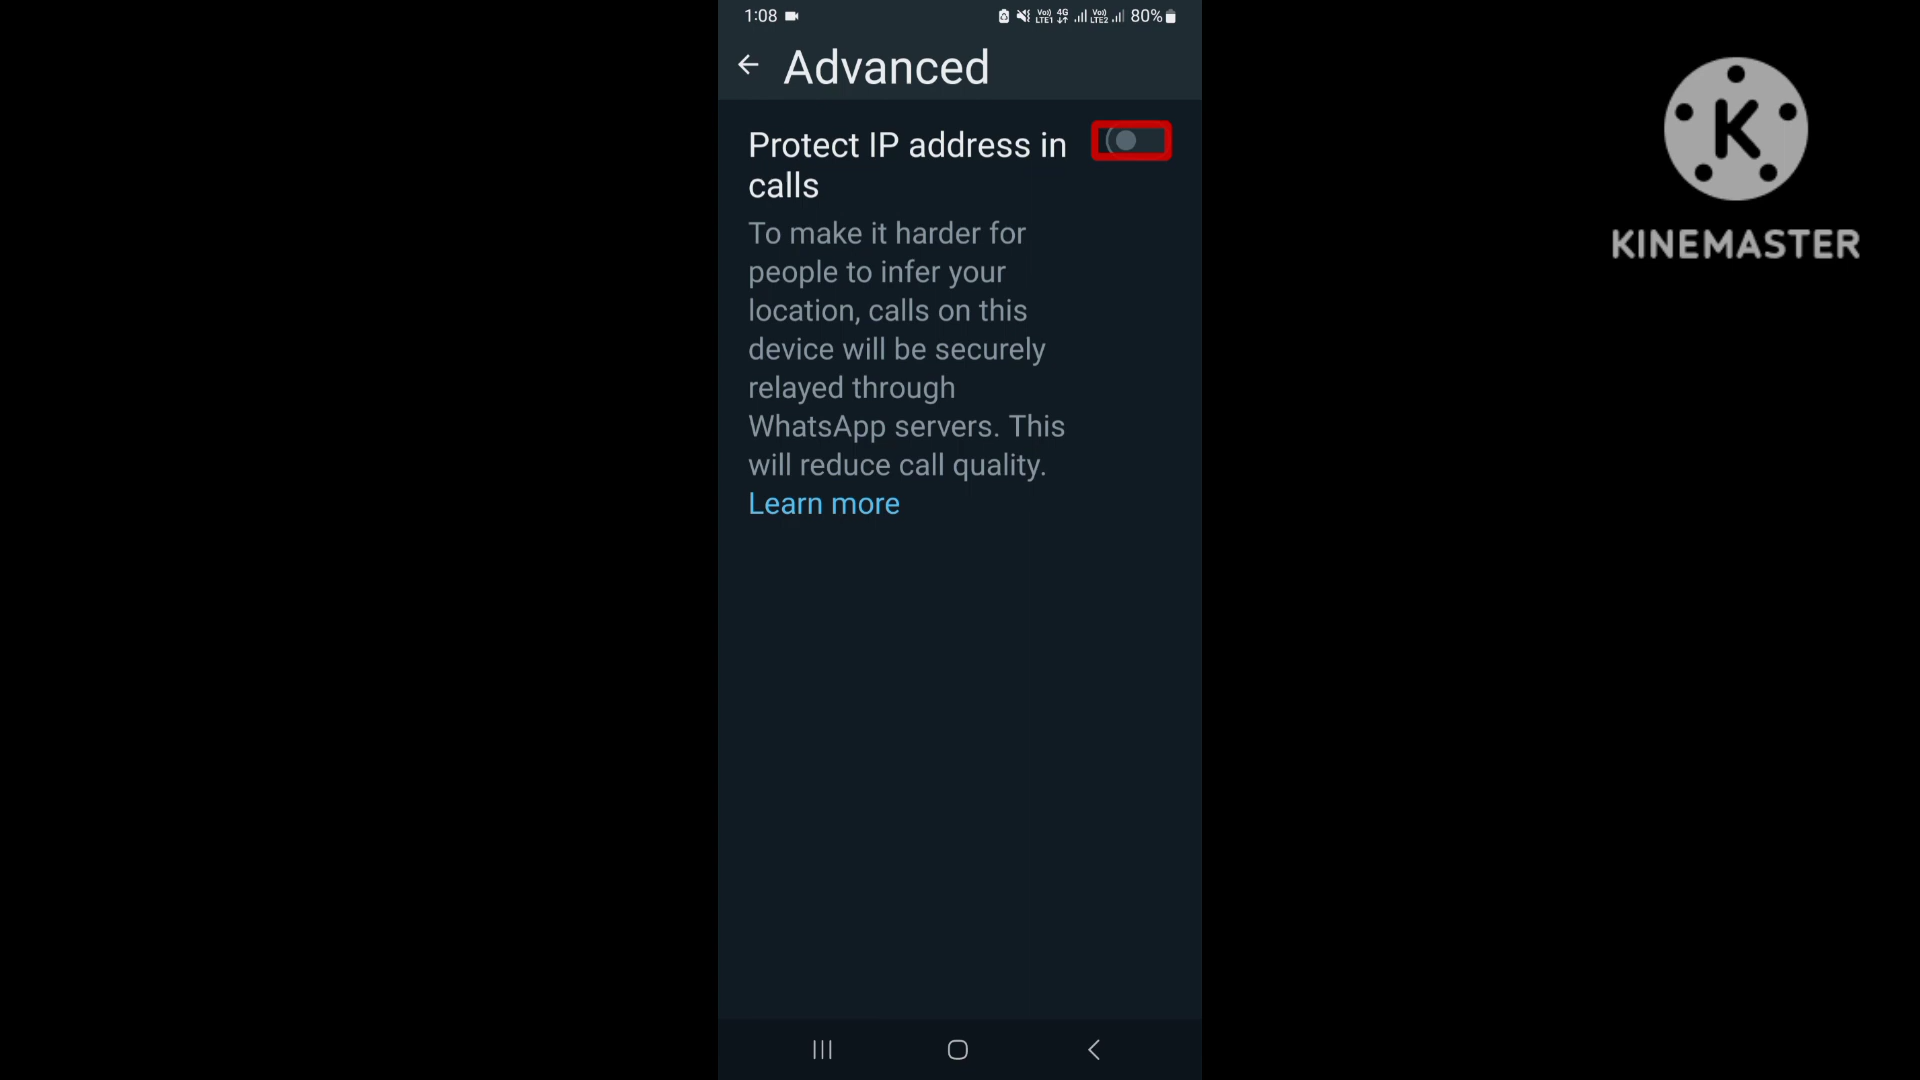 1:08 80%
Advanced
Protect IP address in
calls
To make it harder for
people to infer your
location, calls on this
device will be securely
relayed through
WhatsApp servers. This
will reduce call quality.
Learn more
K
KINEMASTER